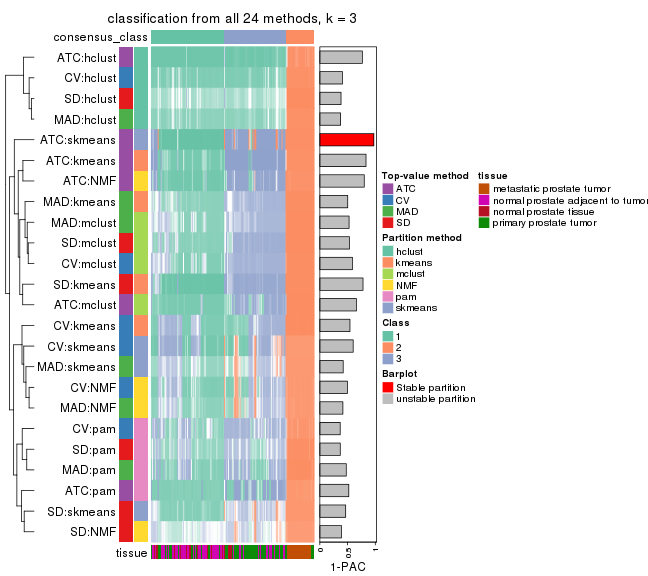 classification from all 24 methods, k = 3
consensus_class
ATC:hclust
CV:hclust
SD:hclust
MAD:hclust
ATC:skmeans
ATC:kmeans
ATC:NMF
MAD:kmeans
MAD:mclust
SD:mclust
CV:mclust
SD:kmeans
ATC:mclust
CV:kmeans
CV:skmeans
MAD:skmeans
CV:NMF
MAD:NMF
CV:pam
SD:pam
MAD:pam
ATC:pam
SD:skmeans
SD:NMF
tissue
0
0.5
1
1-PAC
Top-value method
ATC
CV
MAD
SD
Partition method
hclust
kmeans
mclust
NMF
pam
skmeans
Class
1
2
3
Barplot
Stable partition
unstable partition
tissue
metastatic prostate tumor
normal prostate adjacent to tumor
normal prostate tissue
primary prostate tumor